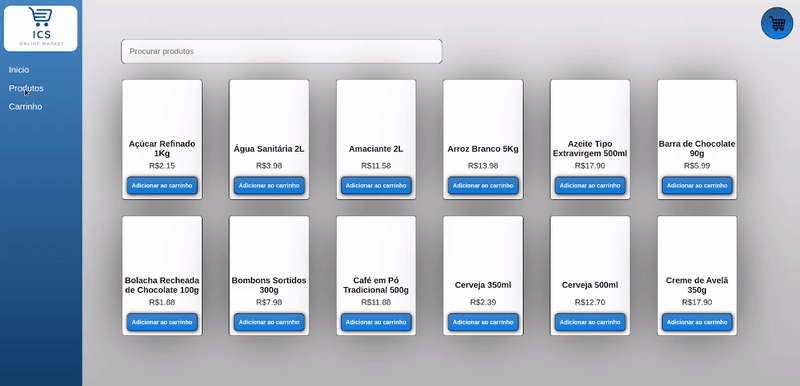 ICS
ONLINE MARKET
Inicio
Produtos
Carrinho
Procurar produtos
Açúcar Refinado
1Kg
R$2.15
Adicionar ao carrinho
Água Sanitária 2L
R$3.98
Adicionar ao carrinho
Amaciante 2L
R$11.58
Adicionar ao carrinho
Arroz Branco 5Kg
R$13.98
Adicionar ao carrinho
Azeite Tipo
Extravirgem 500ml
R$17.90
Adicionar ao carrinho
Barra de Chocolate
90g
R$5.99
Adicionar ao carrinho
Bolacha Recheada
de Chocolate 100g
R$1.88
Adicionar ao carrinho
Bombons Sortidos
300g
R$7.98
Adicionar ao carrinho
Café em Pó
Tradicional 500g
R$11.88
Adicionar ao carrinho
Cerveja 350ml
R$2.39
Adicionar ao carrinho
Cerveja 500ml
R$12.70
Adicionar ao carrinho
Creme de Avelã
350g
R$17.90
Adicionar ao carrinho